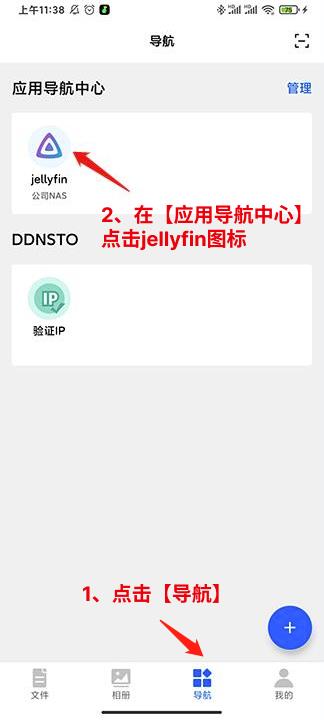 上午11:38
75
导航
应用导航中心
管理
jellyfin
公司NAS
2、在【应用导航中心】
点击jellyfin图标
DDNSTO
IP
验证IP
1、点击【导航】
+
文件
相册
导航
我的